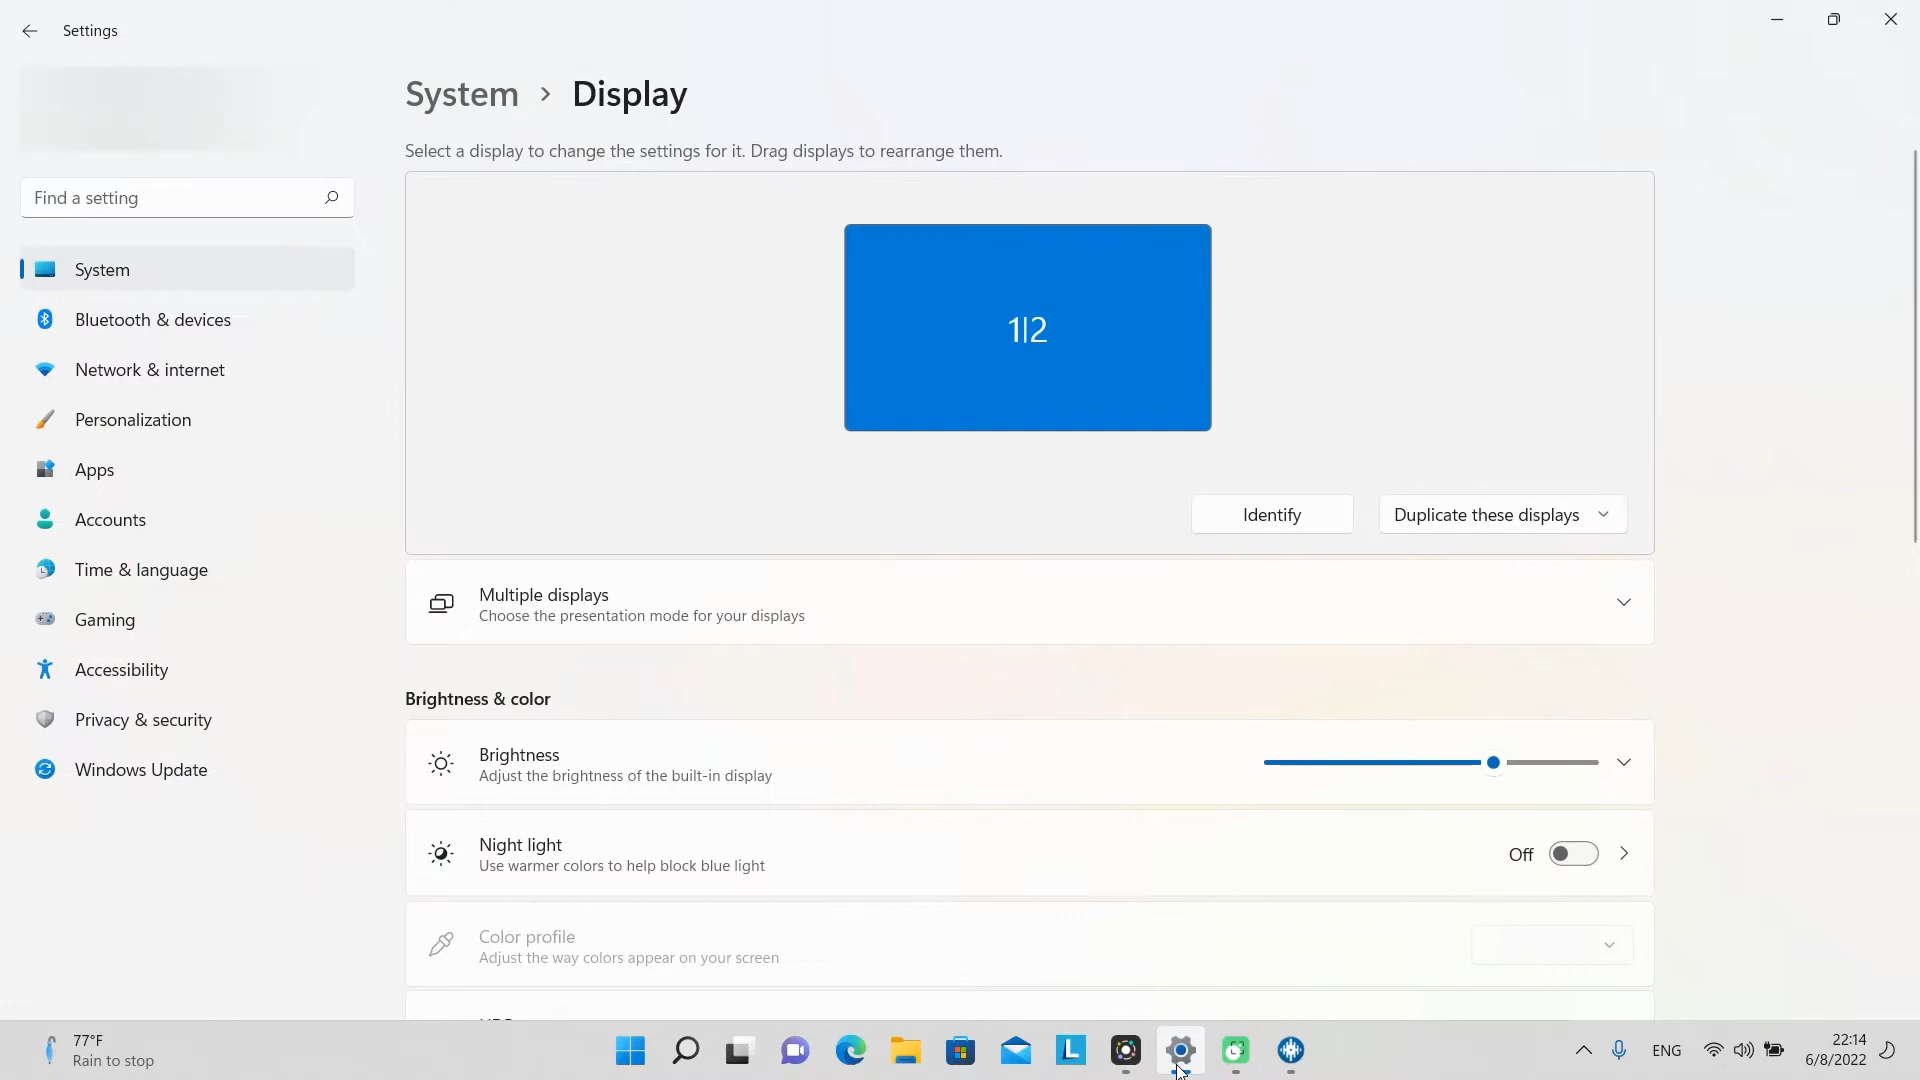 Settings
System > Display
Select a display to change the settings for it. Drag displays to rearrange them.
Find a setting
System
Bluetooth & devices
Network & internet
Personalization
Apps
Accounts
Time & language
Gaming
Accessibility
Privacy & security
Windows Update
1|2
Identify
Duplicate these displays
Multiple displays
Choose the presentation mode for your displays
Brightness & color
Brightness
Adjust the brightness of the built-in display
Night light
Use warmer colors to help block blue light
Off
Color profile
Adjust the way colors appear on your screen
77°F
Rain to stop
L
ENG
22:14
6/8/2022